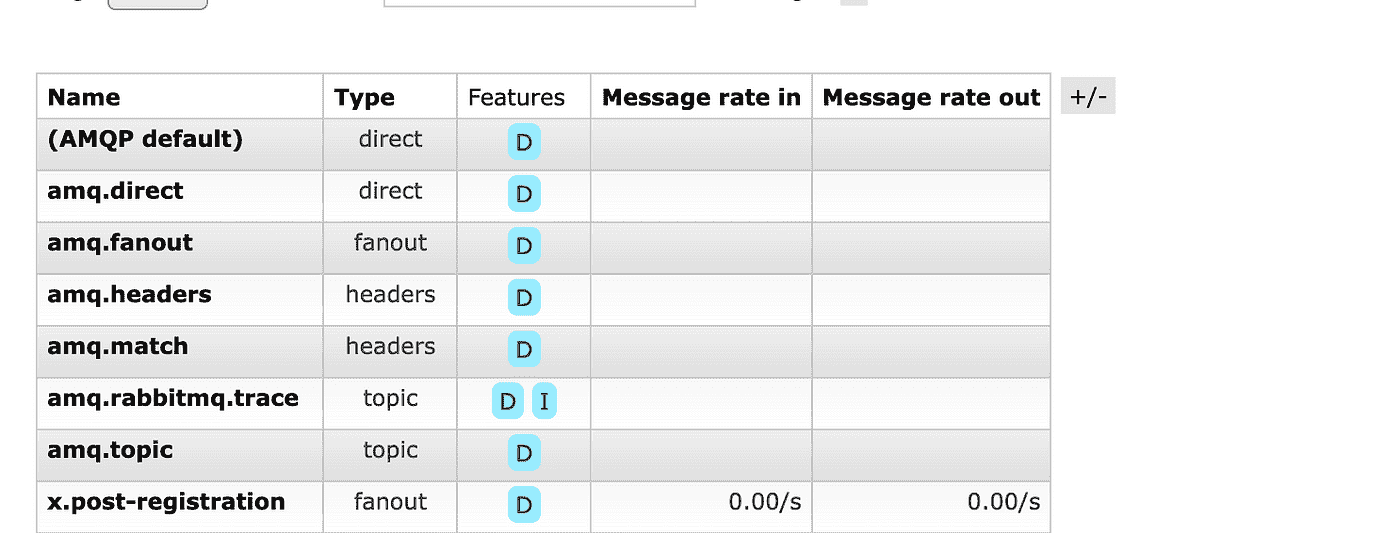 Name Type Features Message rate in Message rate out +/-
(AMQP default) direct D
amq.direct direct D
amq.fanout fanout D
amq.headers headers D
amq.match headers D
amq.rabbitmq.trace topic D I
amq.topic topic D
x.post-registration fanout D 0.00/s 0.00/s